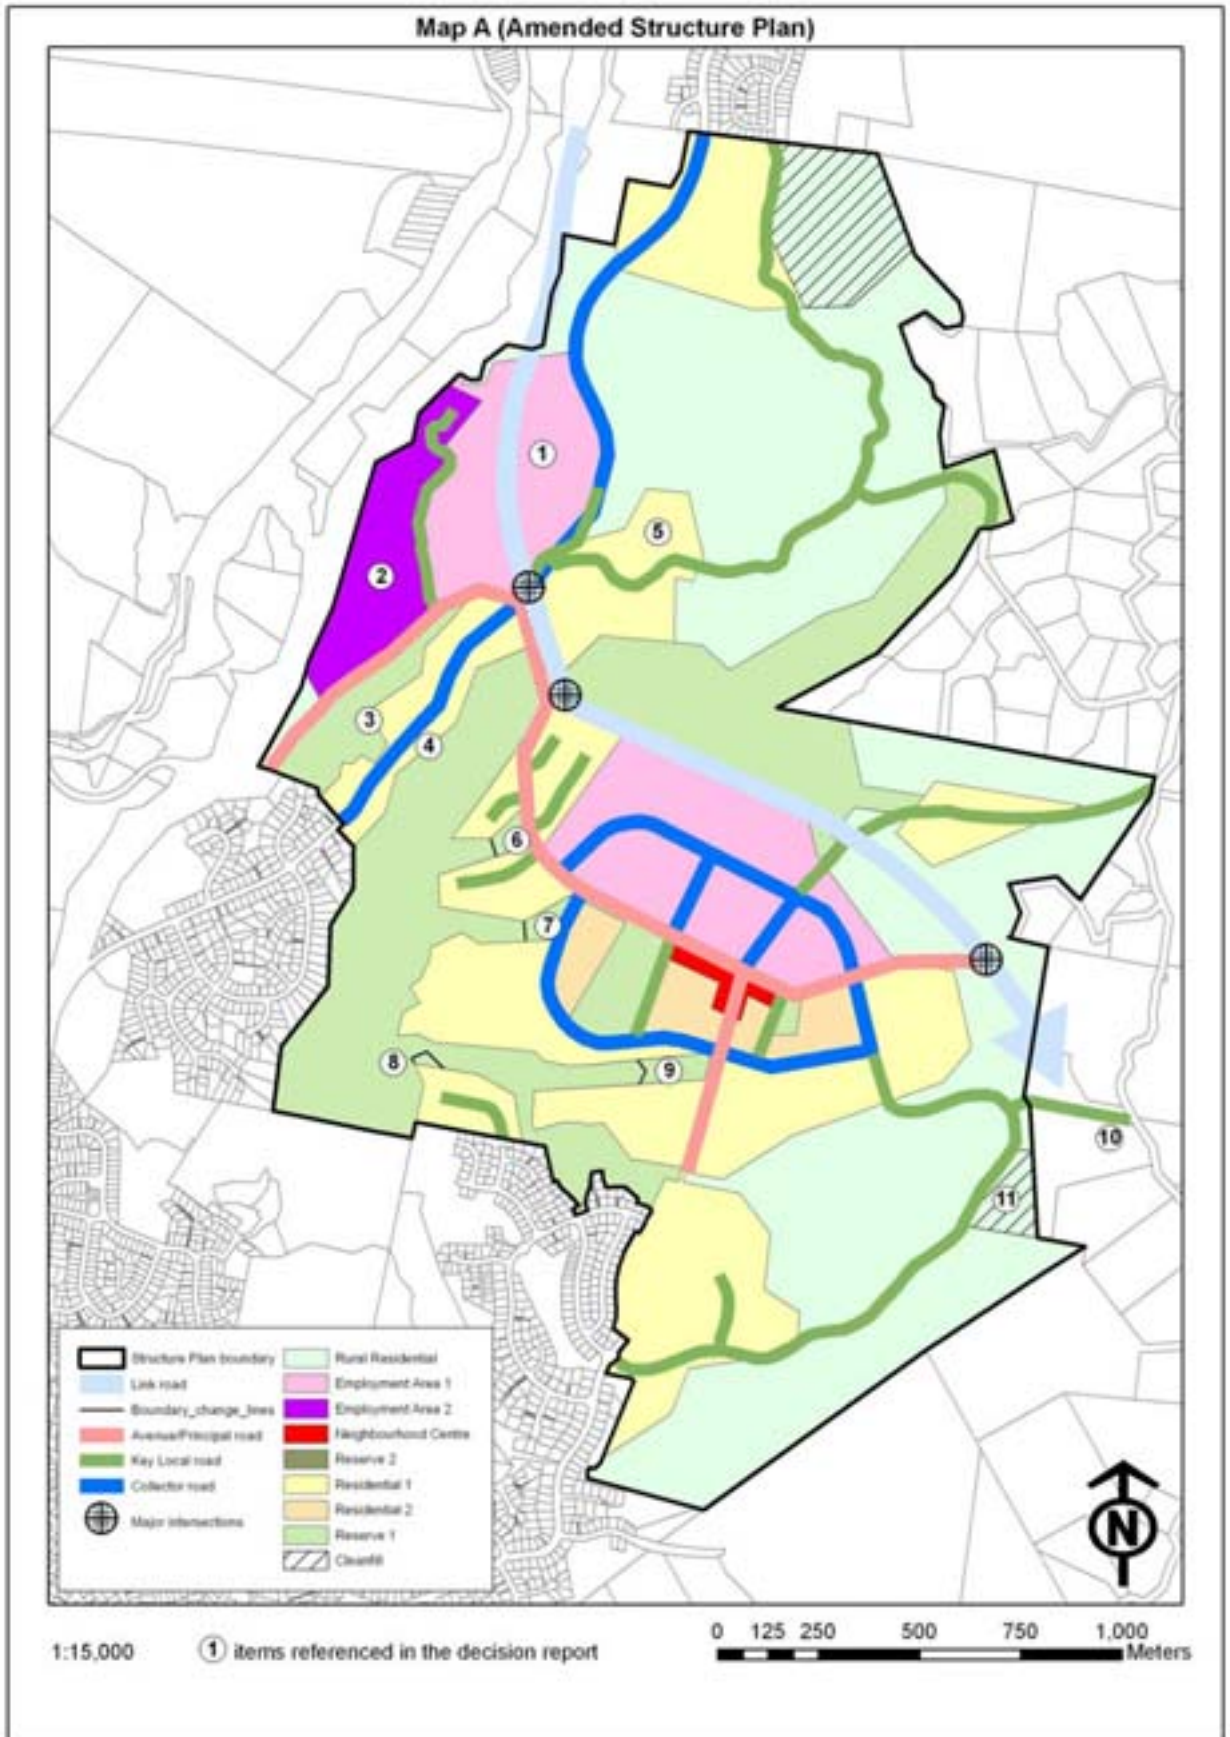 Map A (Amended Structure Plan)
1
2
5
3
4
6
7
8
9
10
11
Structure Plan boundary
Link road
Boundary_change_lines
Avenue/Principal road
Key Local road
Collector road
Major intersections
Rural Residential
Employment Area 1
Employment Area 2
Neighbourhood Centre
Reserve 2
Residential 1
Residential 2
Reserve 1
Cleanfill
N
1:15,000
1 items referenced in the decision report
0 125 250 500 750 1,000
Meters